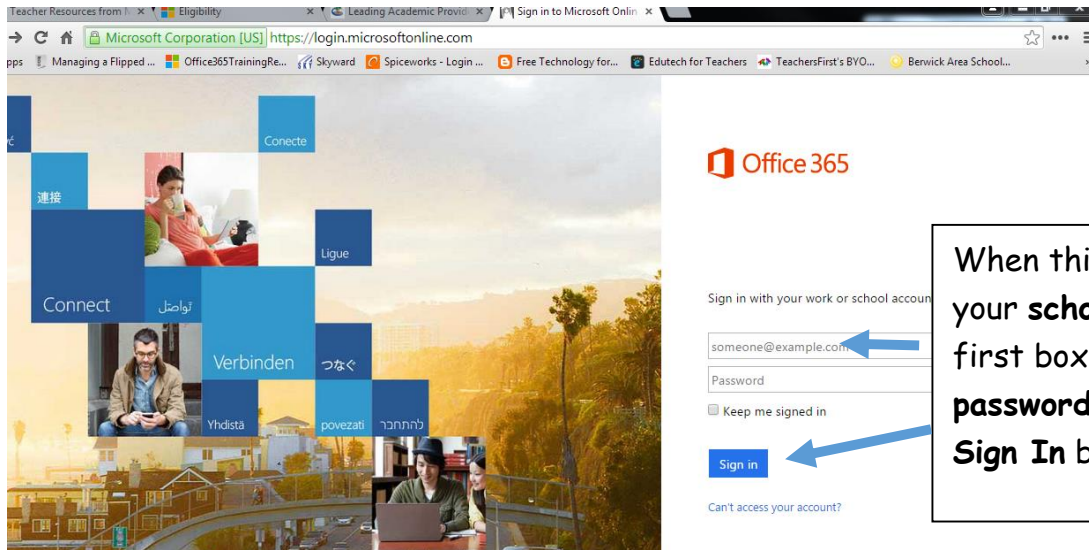 Teacher Resources from
Eligibility
Leading Academic Provid
Sign in to Microsoft Onlin
Microsoft Corporation [US] https://login.microsoftonline.com
Managing a Flipped ...
Office365TrainingRe...
Skyward
Spiceworks - Login ...
Free Technology for...
Edutech for Teachers
TeachersFirst's BYO...
Berwick Area School...
Conecte
連接
Ligue
Connect
تواصل
Verbinden
つなぐ
Yhdistä
povezati
להתחבר
Office 365
Sign in with your work or school accoun
someone@example.com
Password
Keep me signed in
Sign in
Can't access your account?
When thi
your scho
first box
password
Sign In b